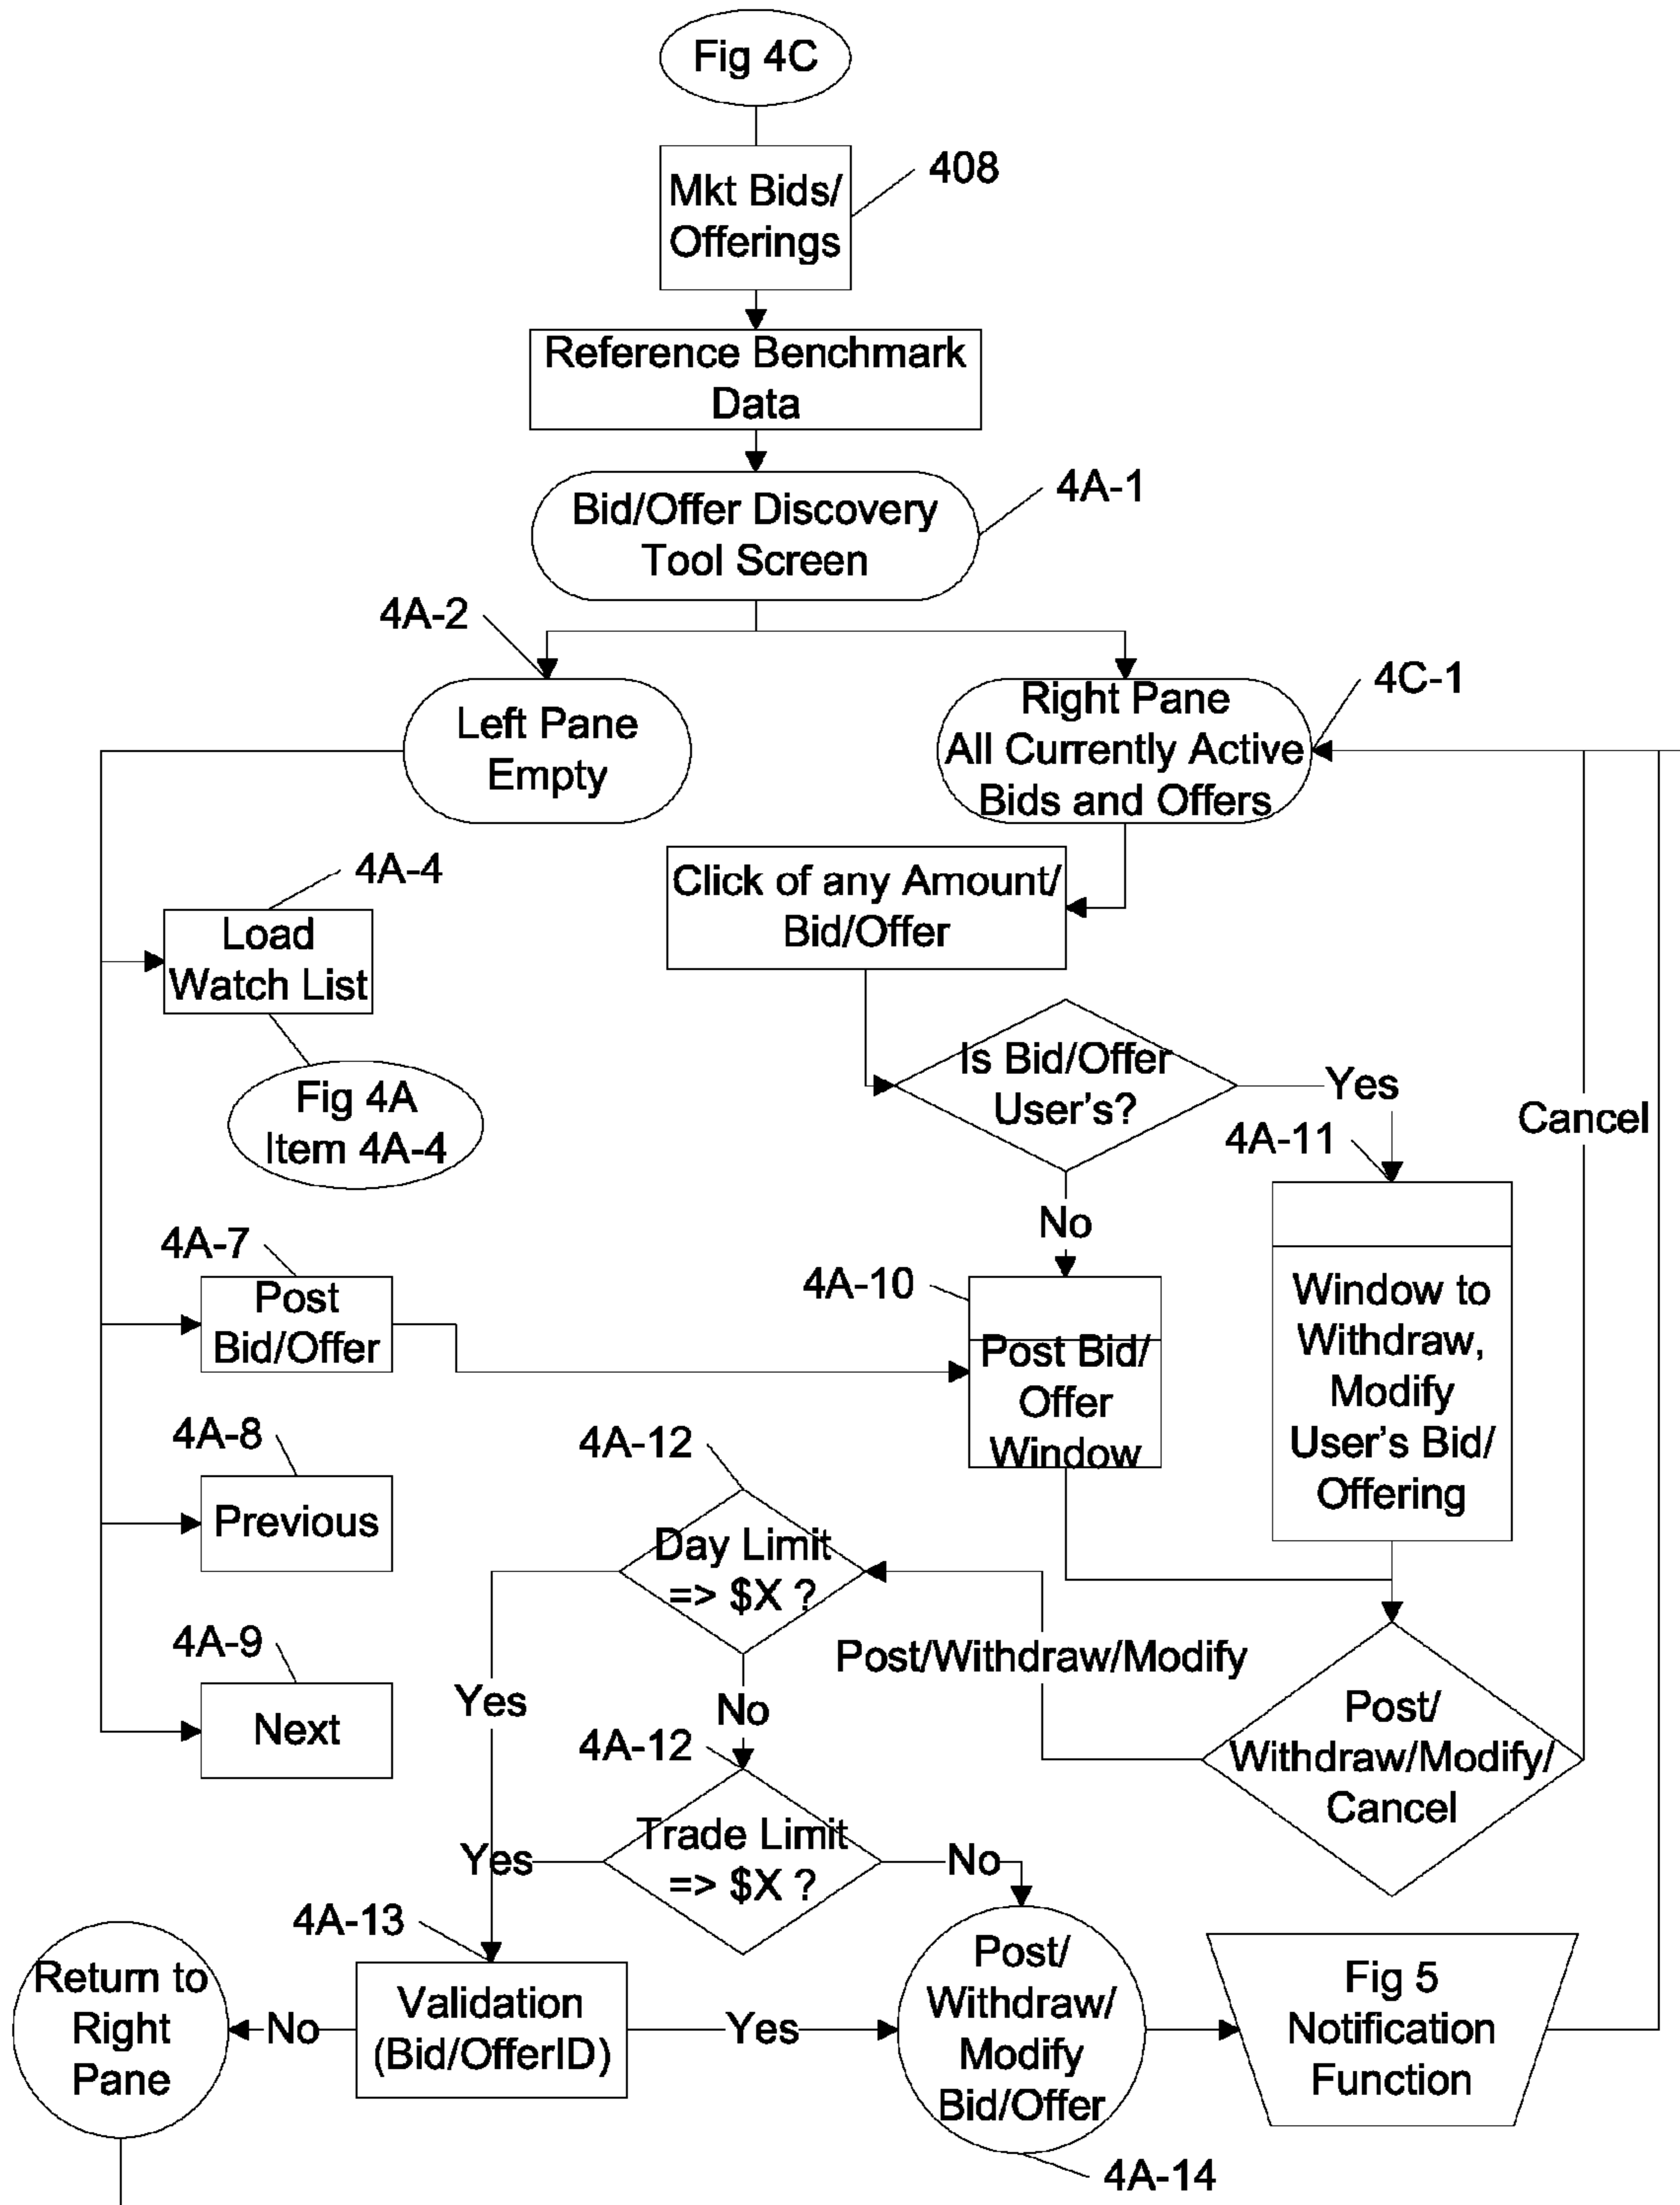 Fig 4C
408
Mkt Bids/
Offerings
Reference Benchmark
Data
4A-1
Bid/Offer Discovery
Tool Screen
4A-2
4C-1
Left Pane
Empty
Right Pane
All Currently Active
Bids and Offers
4A-4
Load
Watch List
Click of any Amount/
Bid/Offer
Fig 4A
Item 4A-4
Is Bid/Offer
User's?
Yes
Cancel
4A-11
No
4A-7
Post
Bid/Offer
4A-10
Post Bid/
Offer
Window
Window to
Withdraw,
Modify
User's Bid/
Offering
4A-8
Previous
4A-12
Day Limit
=> $X ?
4A-9
Next
Yes
No
Post/Withdraw/Modify
Post/
Withdraw/Modify/
Cancel
4A-12
Trade Limit
=> $X ?
Yes
No
4A-13
Return to
Right
Pane
No
Validation
(Bid/OfferID)
Yes
Post/
Withdraw/
Modify
Bid/Offer
Fig 5
Notification
Function
4A-14